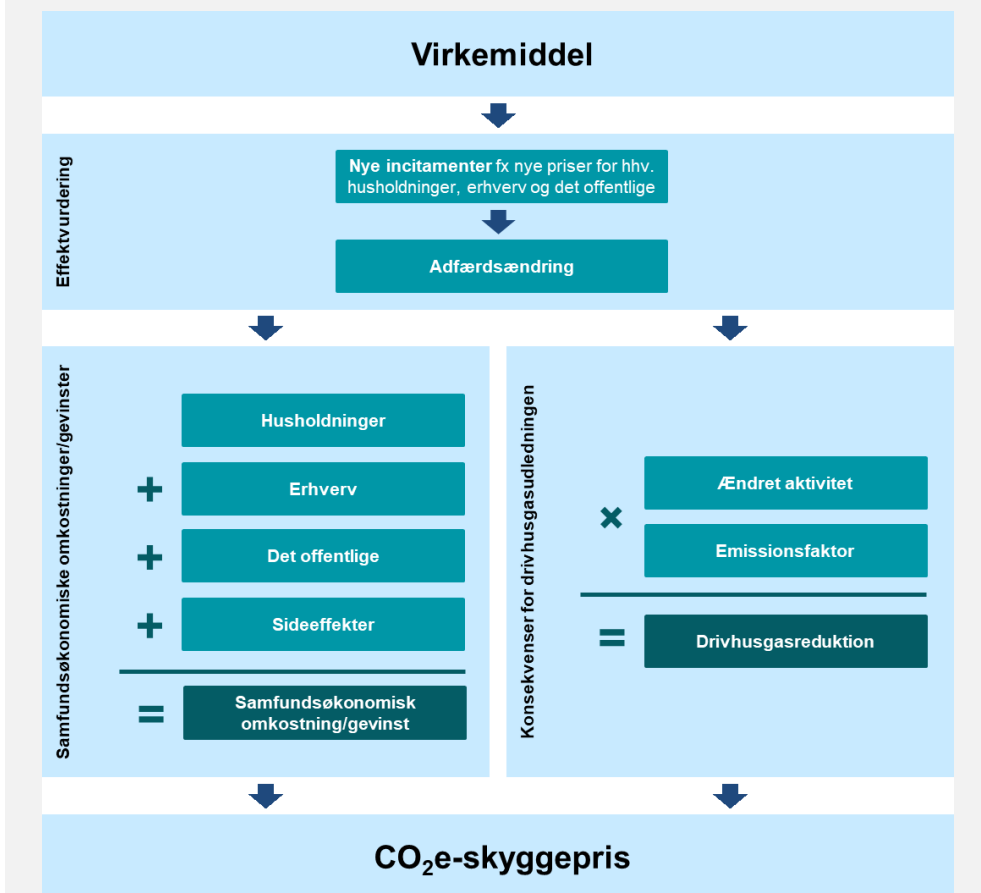 Virkemiddel
Effektvurdering
Nye incitamenter fx nye priser for hhv.
husholdninger, erhverv og det offentlige
Adfærdsændring
Samfundsøkonomiske omkostninger/gevinster
Husholdninger
+
Erhverv
+
Det offentlige
+
Sideeffekter
=
Samfundsøkonomisk
omkostning/gevinst
Konsekvenser for drivhusgasudledningen
Ændret aktivitet
×
Emissionsfaktor
=
Drivhusgasreduktion
CO₂e-skyggepris